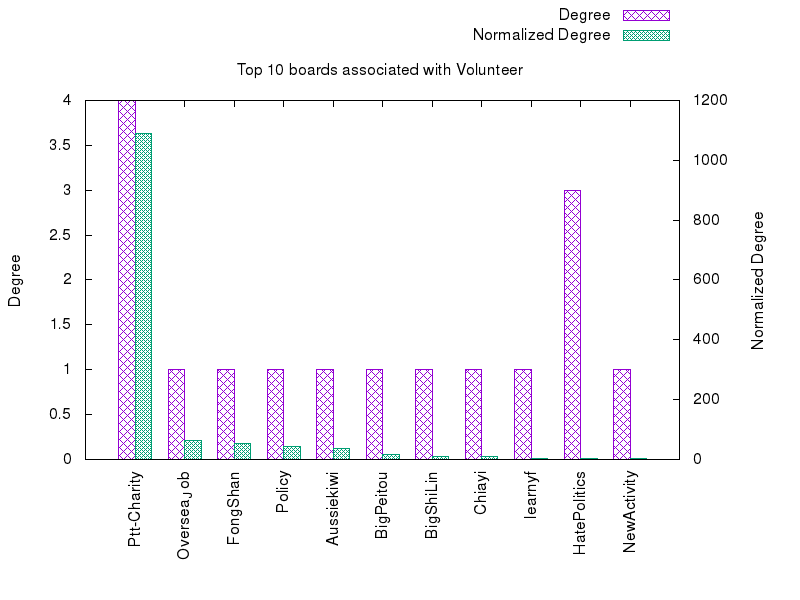 Degree
Normalized Degree
Top 10 boards associated with Volunteer
4
3.5
3
2.5
2
1.5
1
0.5
0
Degree
1200
1000
800
600
400
200
0
Normalized Degree
Ptt-Charity
OverseaJob
FongShan
Policy
Aussiekiwi
BigPeitou
BigShiLin
Chiayi
learnyf
HatePolitics
NewActivity